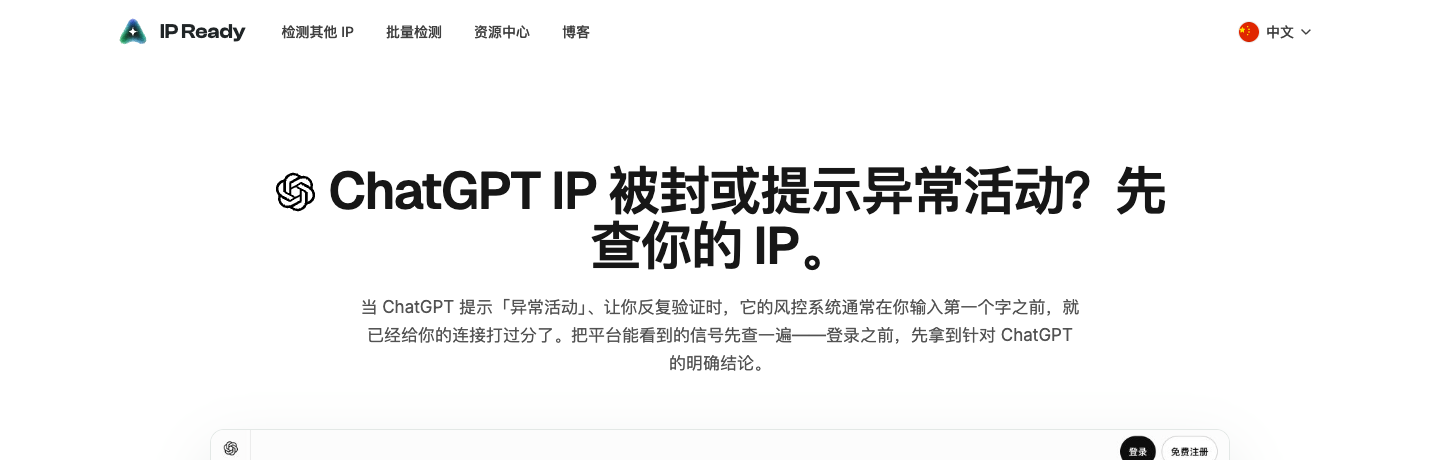 IP Ready
检测其他 IP
批量检测
资源中心
博客
中文
ChatGPT IP 被封或提示异常活动？先
查你的 IP。
当 ChatGPT 提示「异常活动」、让你反复验证时，它的风控系统通常在你输入第一个字之前，就
已经给你的连接打过分了。把平台能看到的信号先查一遍——登录之前，先拿到针对 ChatGPT
的明确结论。
登录
免费注册